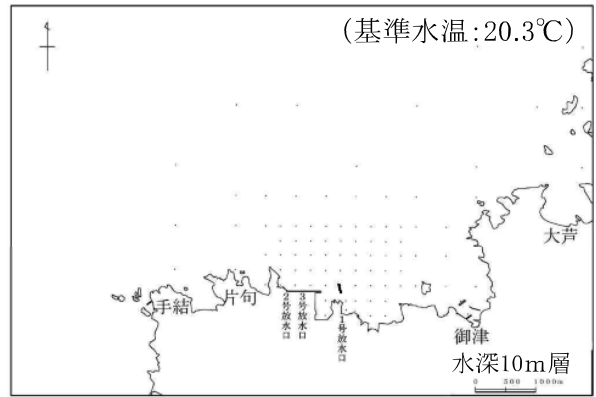 （基準水温：20.3℃）
大芦
手結
片句
2号放水口
3号放水口
1号放水口
御津
水深10m層
0 500 1000m